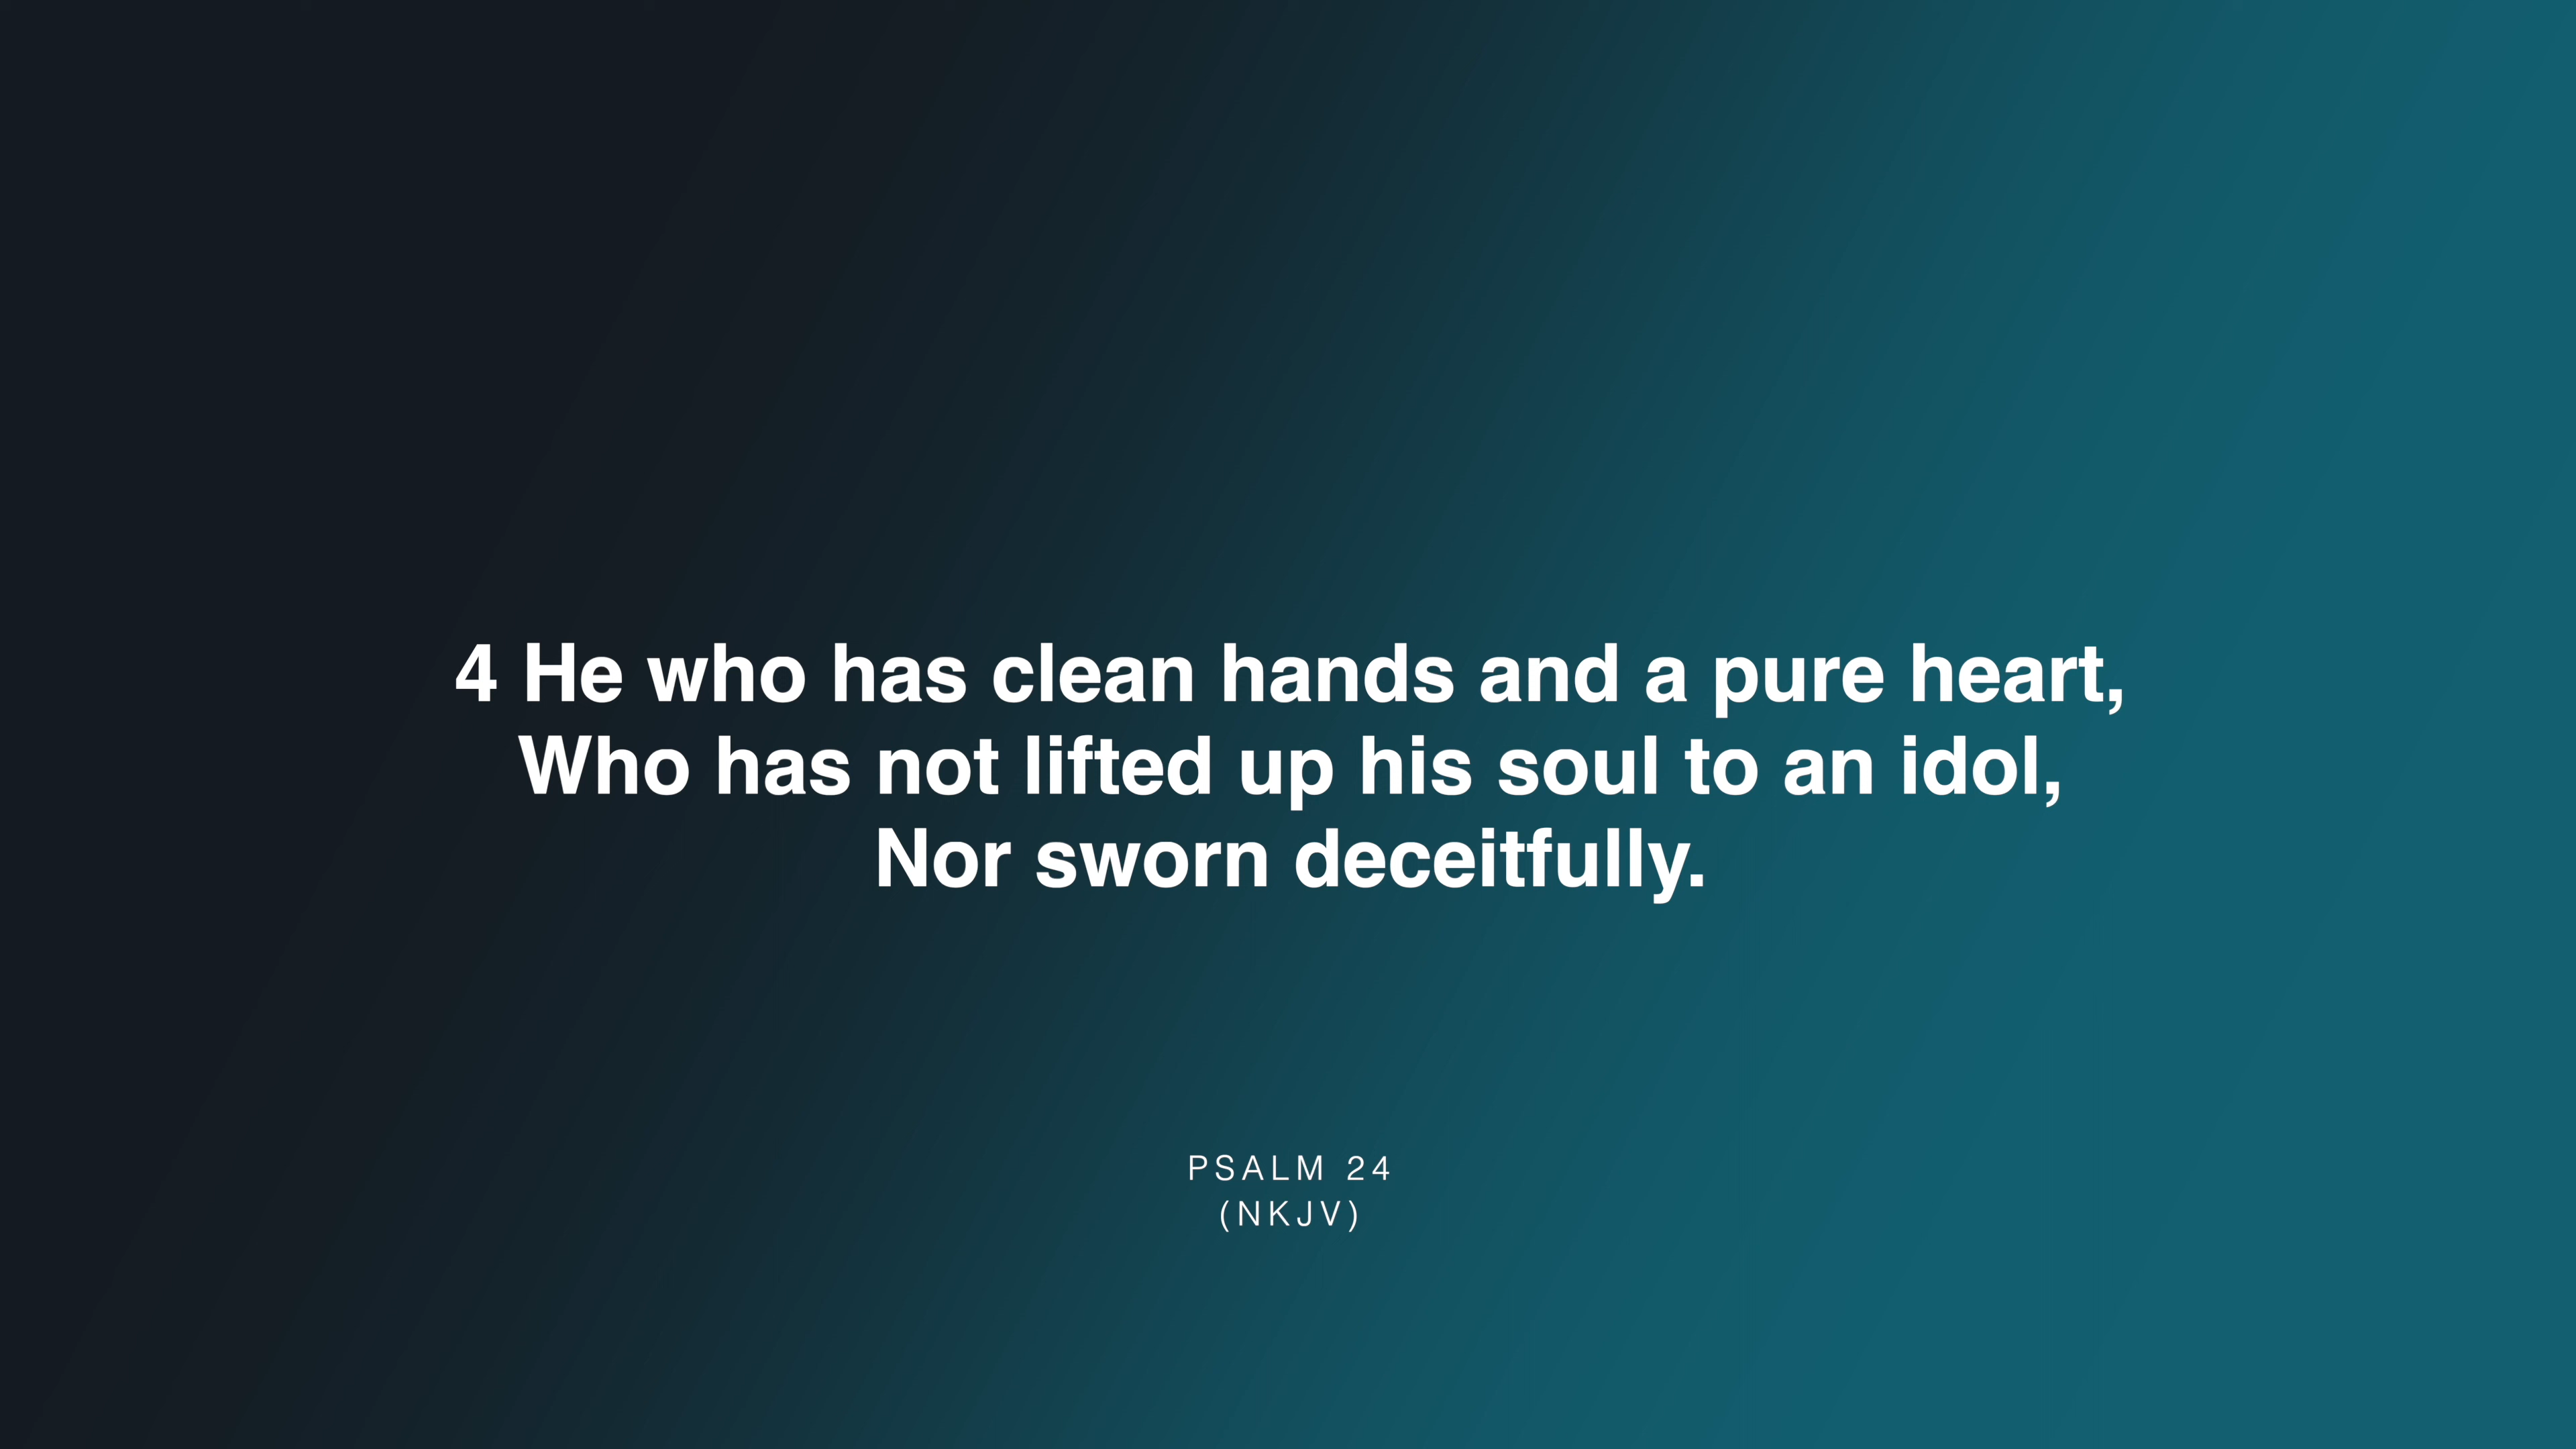 4 He who has clean hands and a pure heart,
Who has not lifted up his soul to an idol,
Nor sworn deceitfully.
PSALM 24
(NKJV)